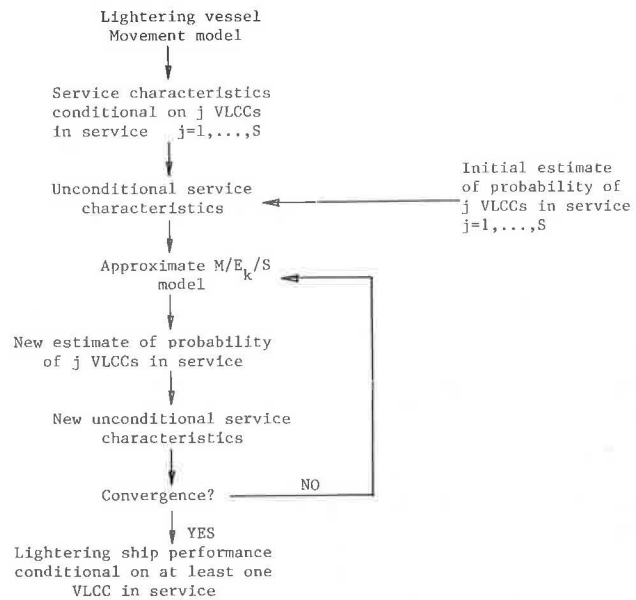 Lightering vessel
Movement model
Service characteristics
conditional on j VLCCs
in service j=1,...,S
Initial estimate
of probability of
j VLCCs in service
j=1,...,S
Unconditional service
characteristics
Approximate M/E_k/S
model
New estimate of probability
of j VLCCs in service
New unconditional service
characteristics
Convergence?
NO
YES
Lightering ship performance
conditional on at least one
VLCC in service